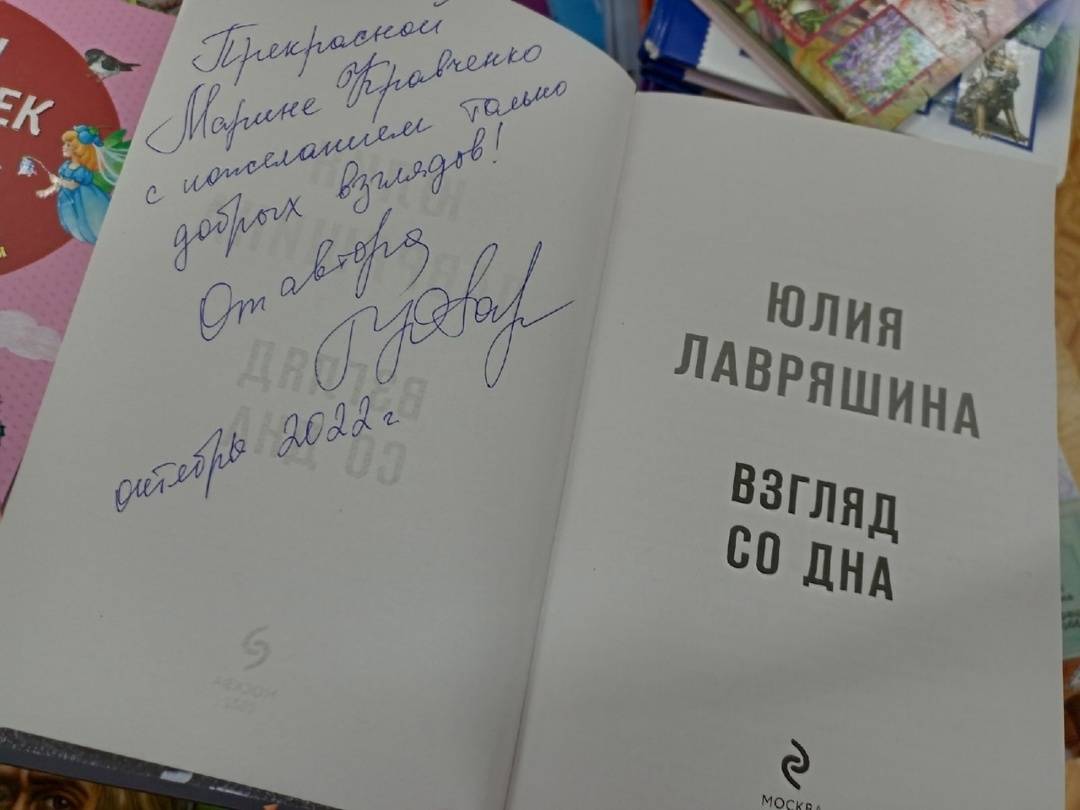 Прекрасной
Марине Кравченко
с пожеланием только
добрых взглядов!
От автора
октябрь 2022 г
ЮЛИЯ
ЛАВРЯШИНА
ВЗГЛЯД
СО ДНА
МОСКВА